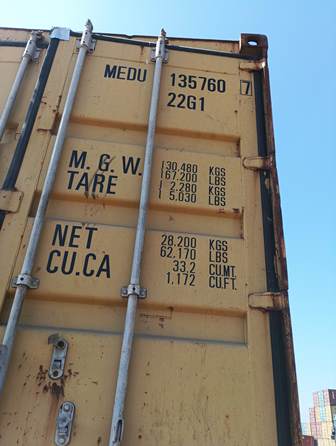 MEDU 135760 7
22G1
M.G.W. 30.480 KGS
67.200 LBS
TARE 2.280 KGS
5.030 LBS
NET 28.200 KGS
62.170 LBS
CU.CA 33.2 CU.MT.
1.172 CU.FT.